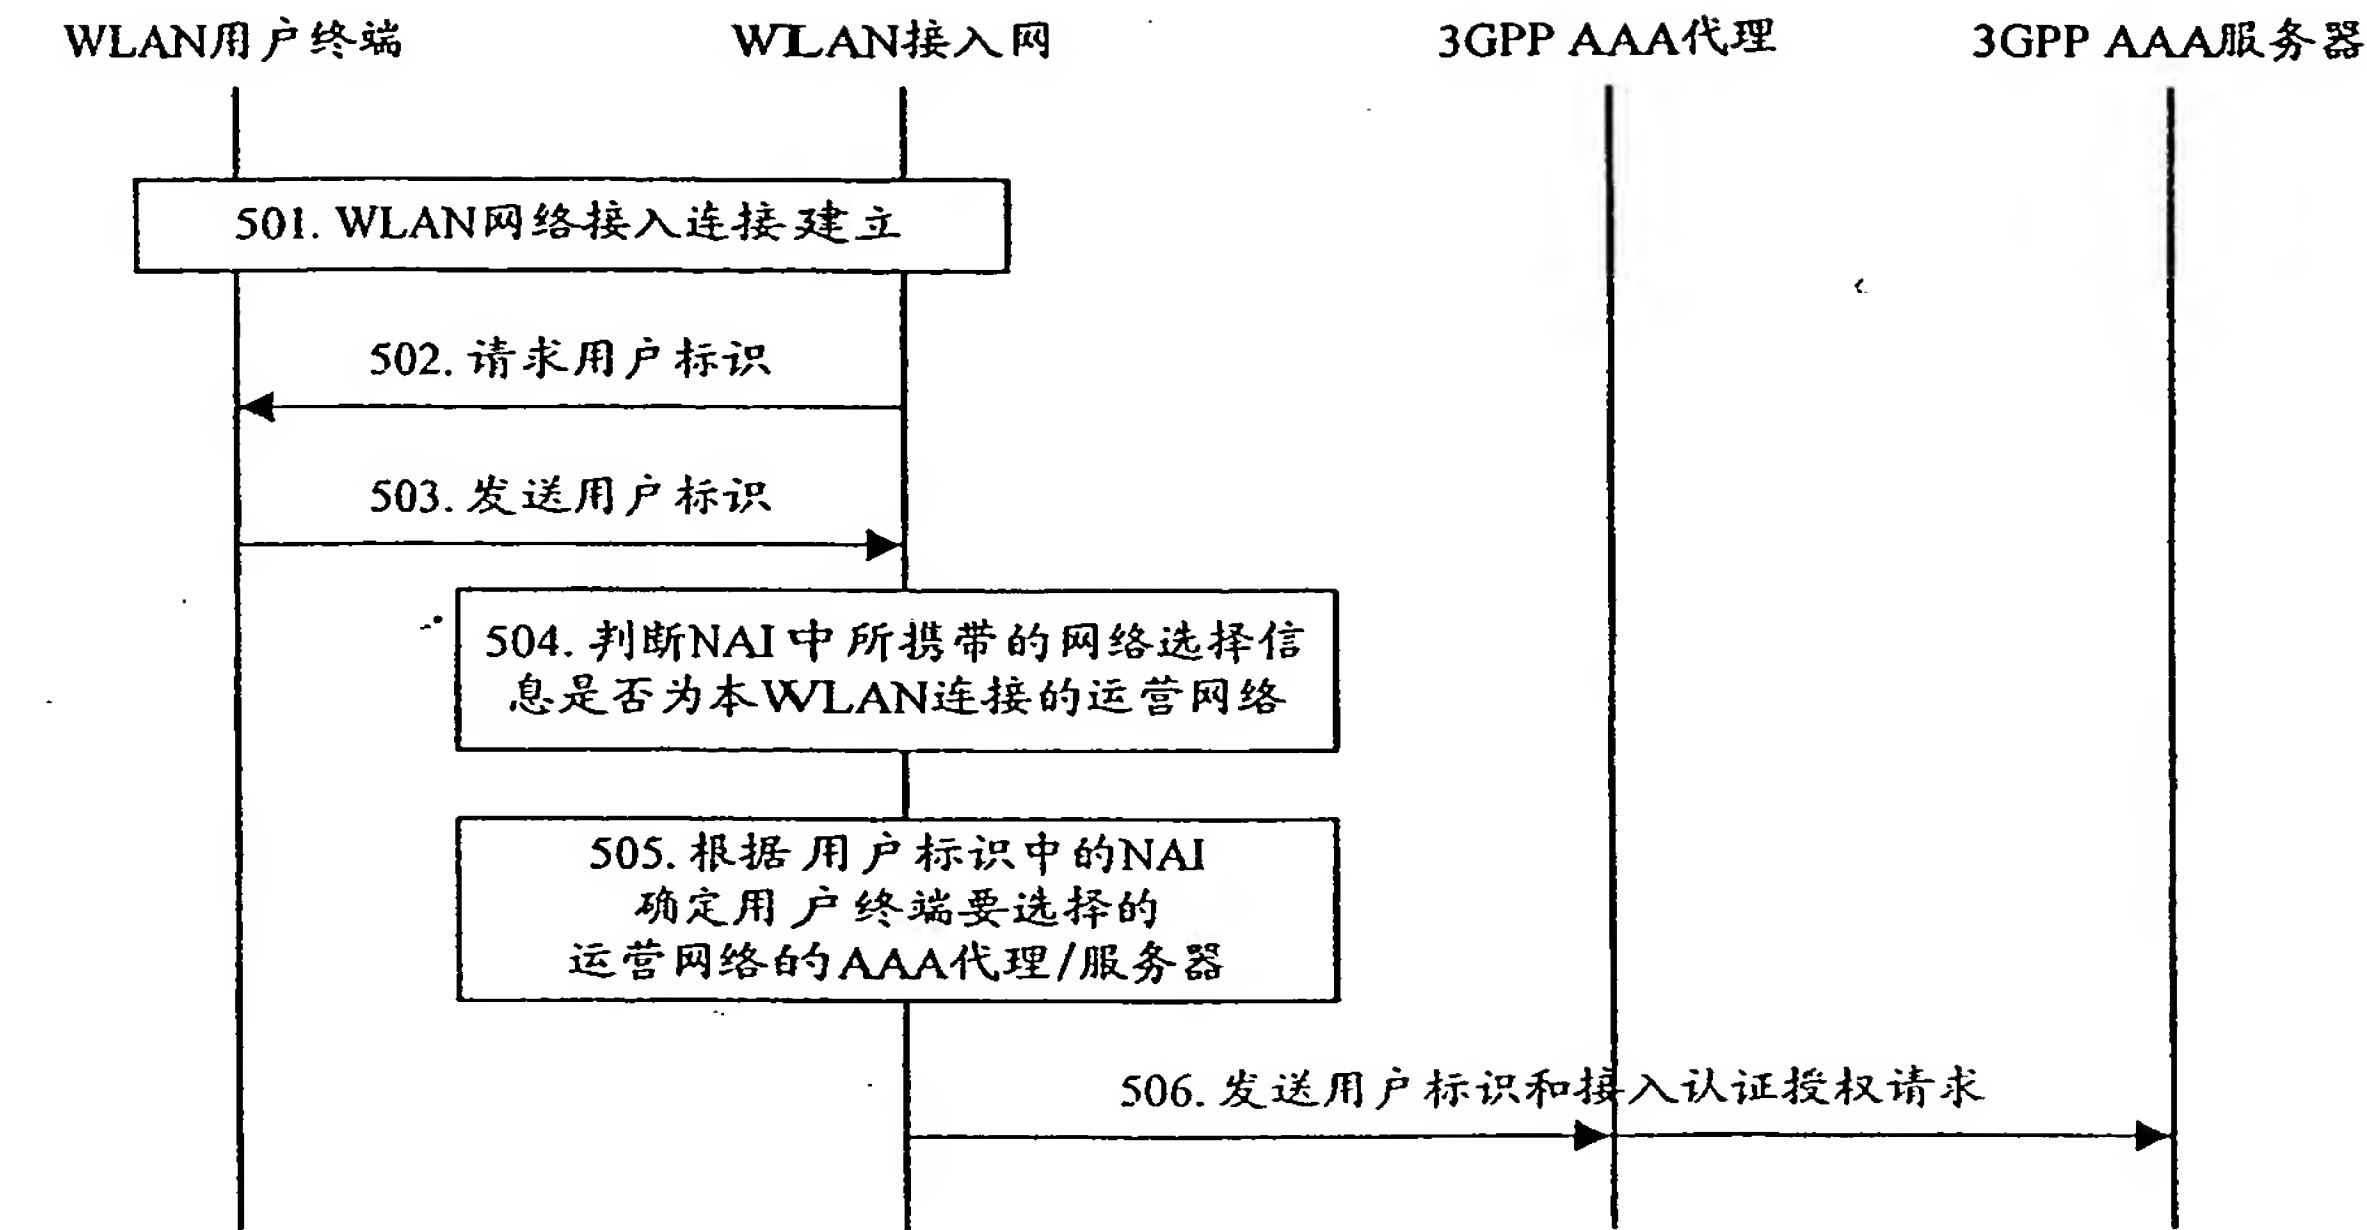 WLAN用户终端
WLAN接入网
3GPP AAA代理
3GPP AAA服务器
501. WLAN网络接入连接建立
502. 请求用户标识
503. 发送用户标识
504. 判断NAI中所携带的网络选择信
息是否为本WLAN连接的运营网络
505. 根据用户标识中的NAI
确定用户终端要选择的
运营网络的AAA代理/服务器
506. 发送用户标识和接入认证授权请求